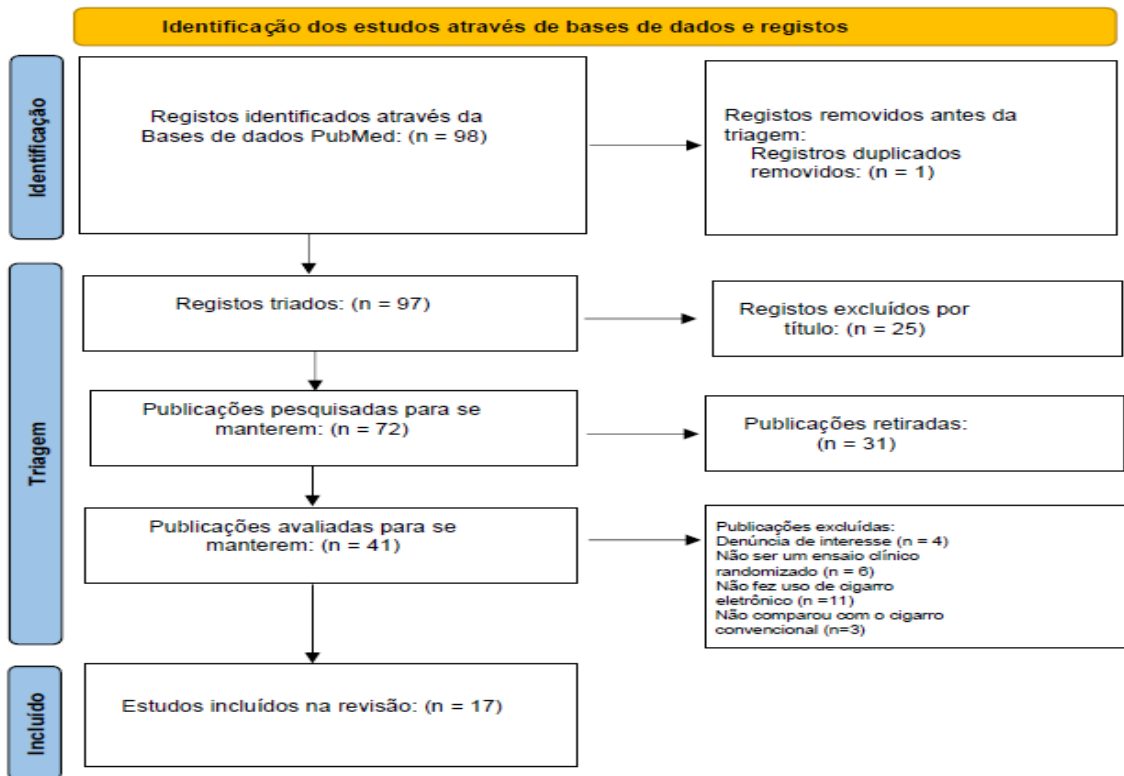 Identificação dos estudos através de bases de dados e registos
Identificação
Registos identificados através da
Bases de dados PubMed: (n = 98)
Registos removidos antes da
triagem:
Registros duplicados
removidos: (n = 1)
Triagem
Registos triados: (n = 97)
Registos excluídos por
título: (n = 25)
Publicações pesquisadas para se
manterem: (n = 72)
Publicações retiradas:
(n = 31)
Publicações avaliadas para se
manterem: (n = 41)
Publicações excluídas:
Denúncia de interesse (n = 4)
Não ser um ensaio clínico
randomizado (n = 6)
Não fez uso de cigarro
eletrônico (n =11)
Não comparou com o cigarro
convencional (n=3)
Incluído
Estudos incluídos na revisão: (n = 17)